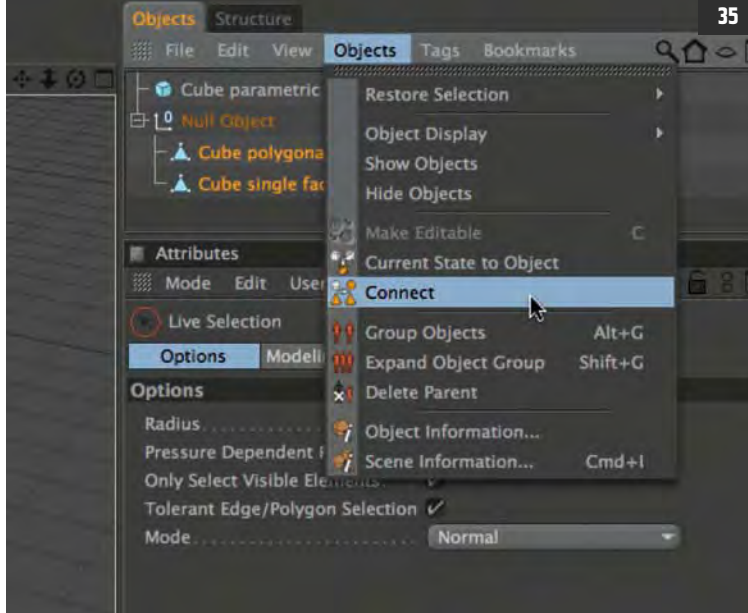 35
Objects Structure
File Edit View Objects Tags Bookmarks
Cube parametric
Null Object
Cube polygona
Cube single fac
Restore Selection
Object Display
Show Objects
Hide Objects
Make Editable C
Current State to Object
Connect
Group Objects Alt+G
Expand Object Group Shift+G
Delete Parent
Object Information...
Scene Information... Cmd+I
Attributes
Mode Edit User
Live Selection
Options Modeli
Options
Radius
Pressure Dependent
Only Select Visible Elements
Tolerant Edge/Polygon Selection
Mode Normal